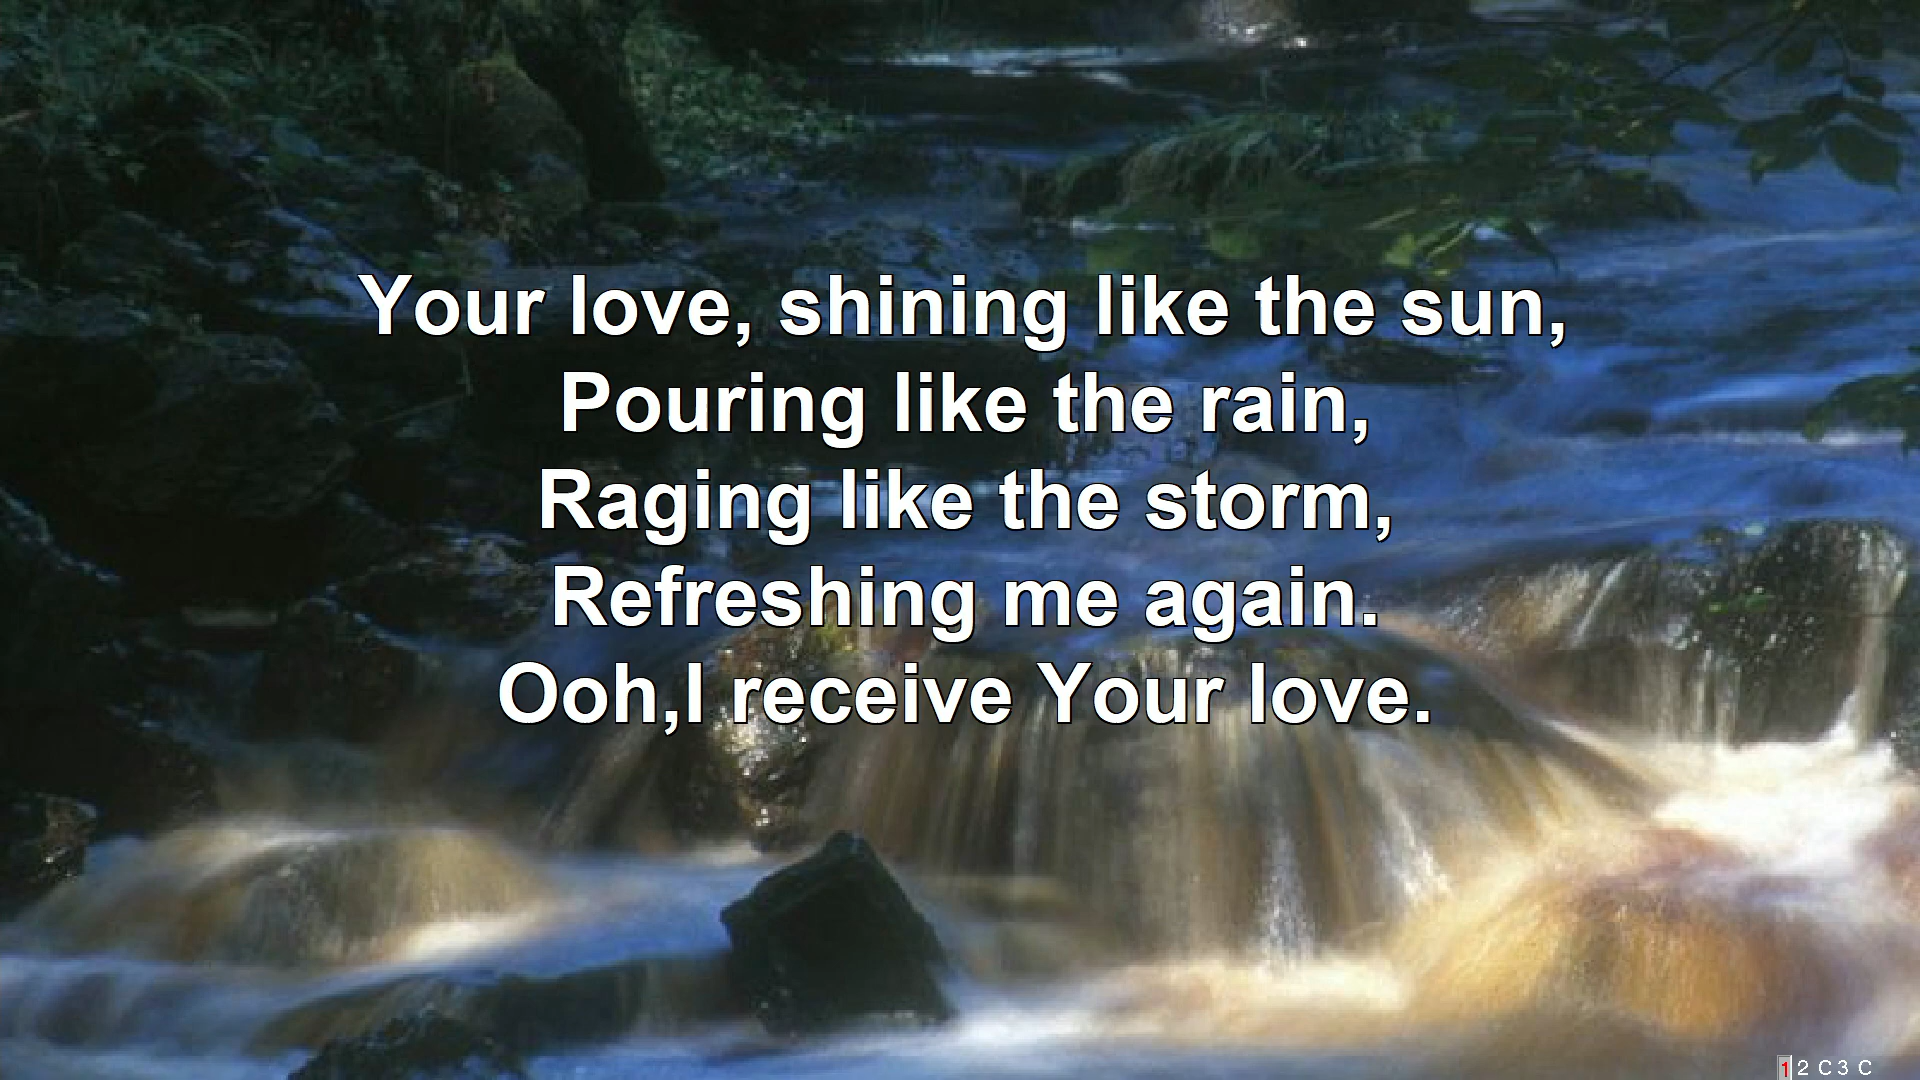 Your love, shining like the sun,
Pouring like the rain,
Raging like the storm,
Refreshing me again.
Ooh,I receive Your love.
1 2 C 3 C